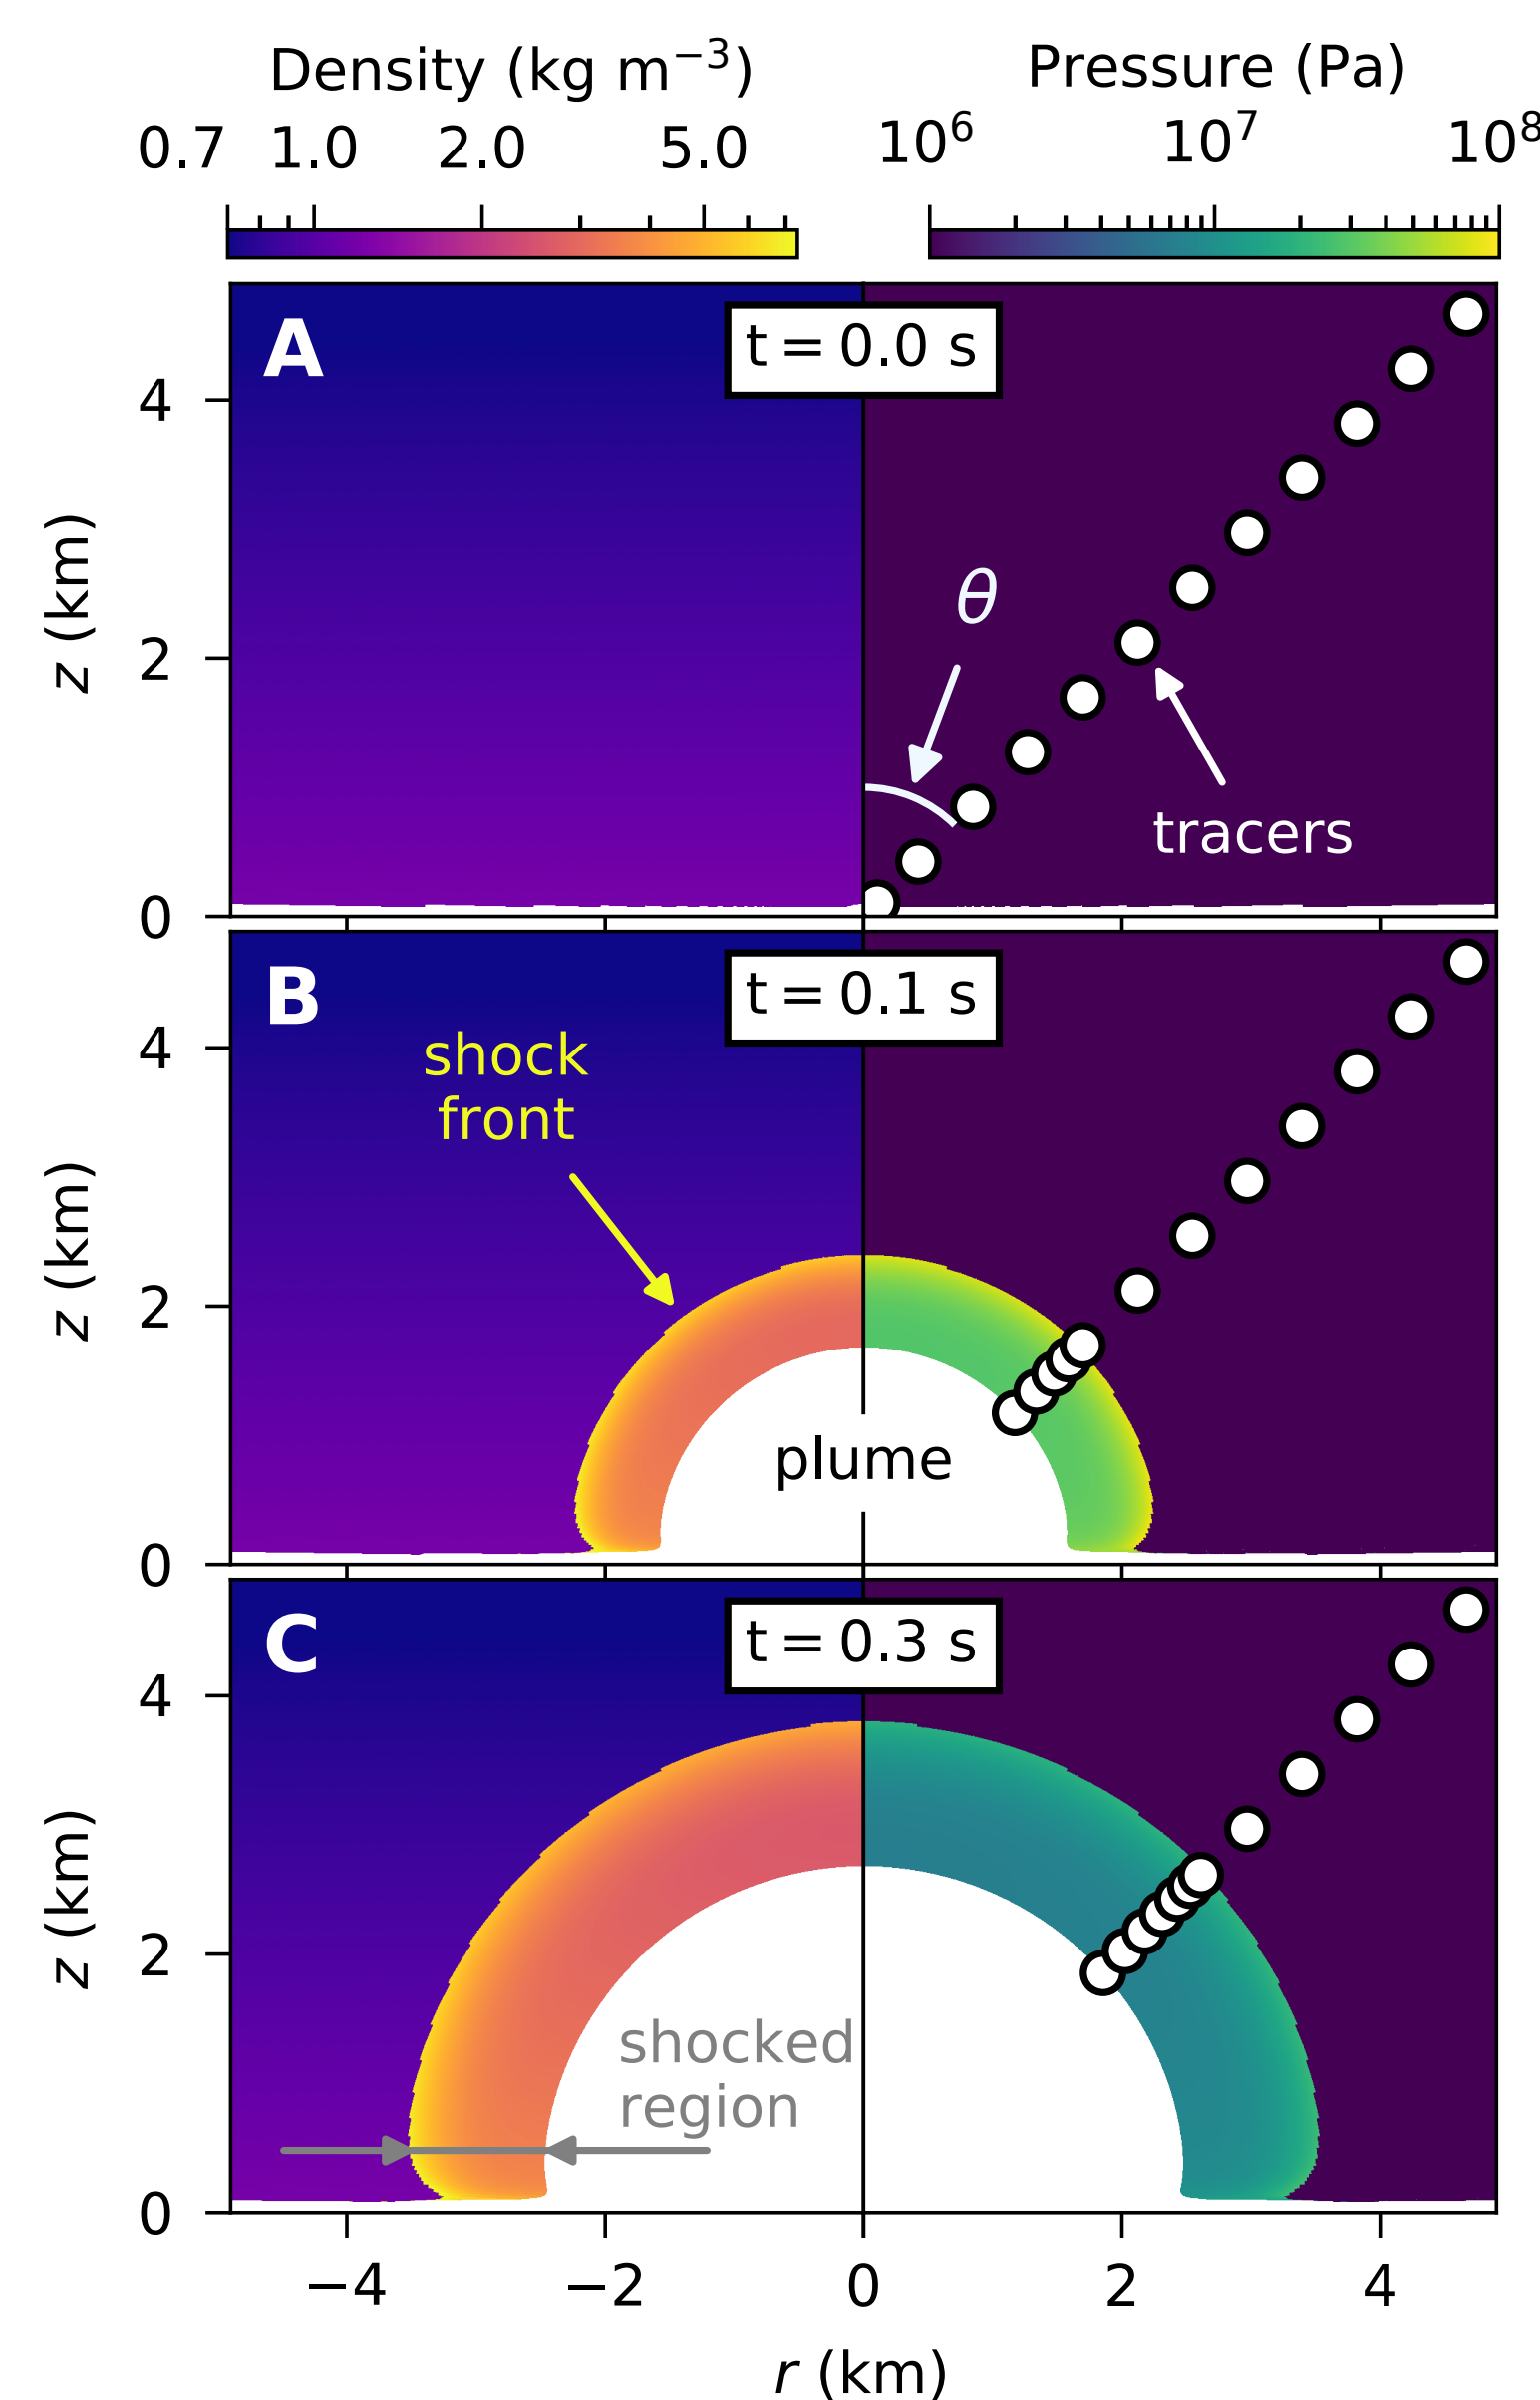 Density (kg m⁻³)
Pressure (Pa)
0.7 1.0 2.0 5.0
10⁶ 10⁷ 10⁸
A
t = 0.0 s
4
2
0
z (km)
θ
tracers
B
t = 0.1 s
4
2
0
z (km)
shock
front
plume
C
t = 0.3 s
4
2
0
z (km)
shocked
region
−4 −2 0 2 4
r (km)